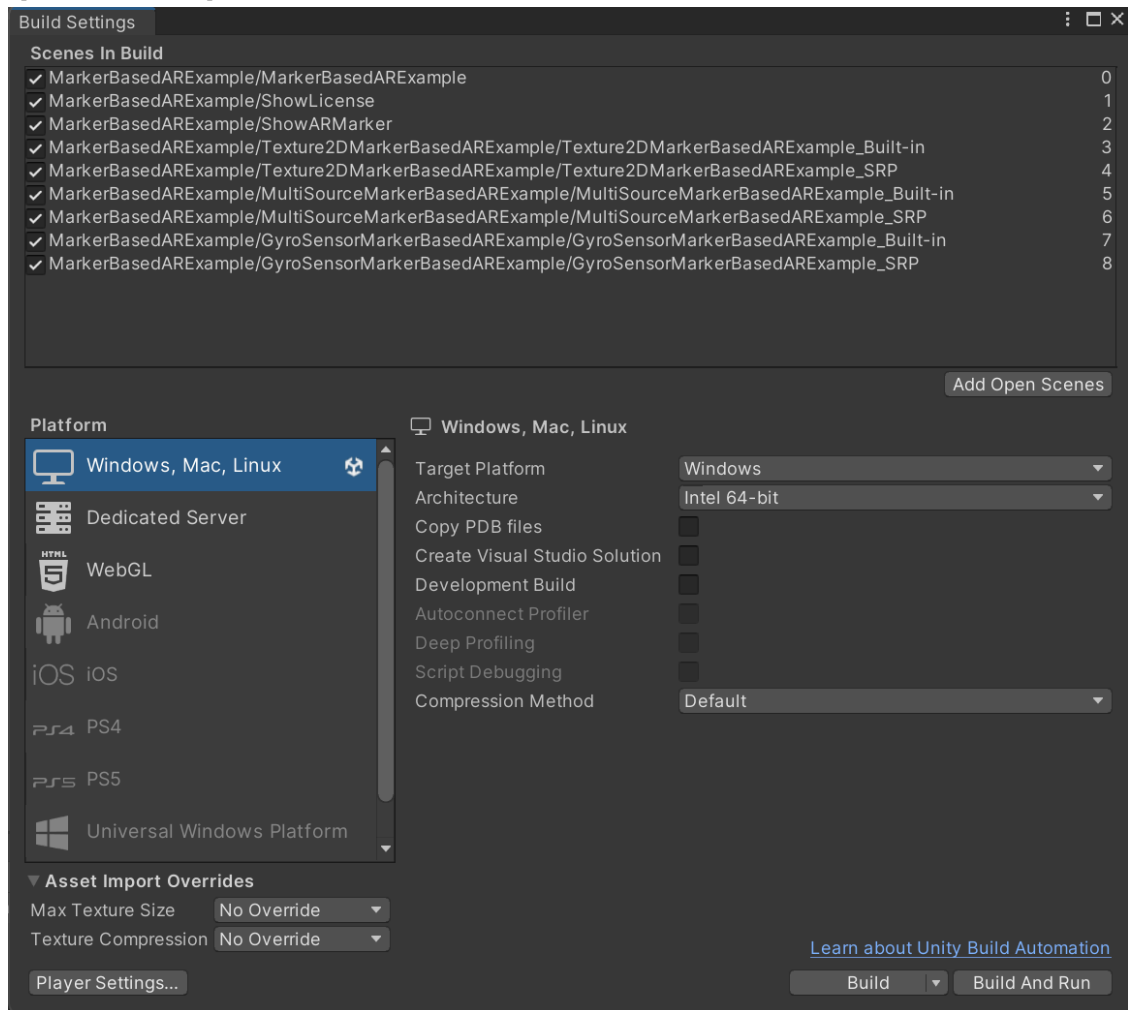 Build Settings
Scenes In Build
MarkerBasedARExample/MarkerBasedARExample 0
MarkerBasedARExample/ShowLicense 1
MarkerBasedARExample/ShowARMarker 2
MarkerBasedARExample/Texture2DMarkerBasedARExample/Texture2DMarkerBasedARExample_Built-in 3
MarkerBasedARExample/Texture2DMarkerBasedARExample/Texture2DMarkerBasedARExample_SRP 4
MarkerBasedARExample/MultiSourceMarkerBasedARExample/MultiSourceMarkerBasedARExample_Built-in 5
MarkerBasedARExample/MultiSourceMarkerBasedARExample/MultiSourceMarkerBasedARExample_SRP 6
MarkerBasedARExample/GyroSensorMarkerBasedARExample/GyroSensorMarkerBasedARExample_Built-in 7
MarkerBasedARExample/GyroSensorMarkerBasedARExample/GyroSensorMarkerBasedARExample_SRP 8
Add Open Scenes
Platform
Windows, Mac, Linux
Dedicated Server
HTML 5 WebGL
Android
iOS iOS
PS4 PS4
PS5 PS5
Universal Windows Platform
Windows, Mac, Linux
Target Platform Windows
Architecture Intel 64-bit
Copy PDB files
Create Visual Studio Solution
Development Build
Autoconnect Profiler
Deep Profiling
Script Debugging
Compression Method Default
Asset Import Overrides
Max Texture Size No Override
Texture Compression No Override
Learn about Unity Build Automation
Player Settings...
Build
Build And Run